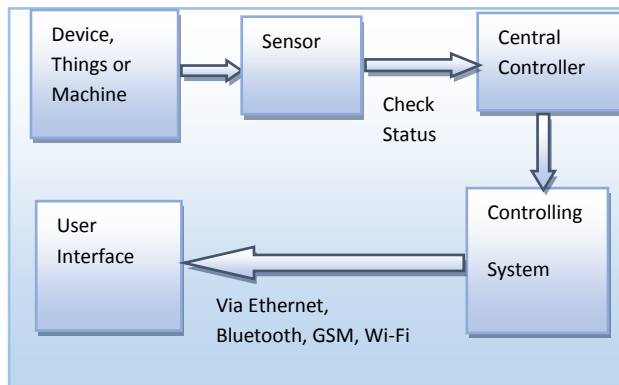 Device,
Things or
Machine
Sensor
Central
Controller
Check
Status
Controlling
System
User
Interface
Via Ethernet,
Bluetooth, GSM, Wi-Fi